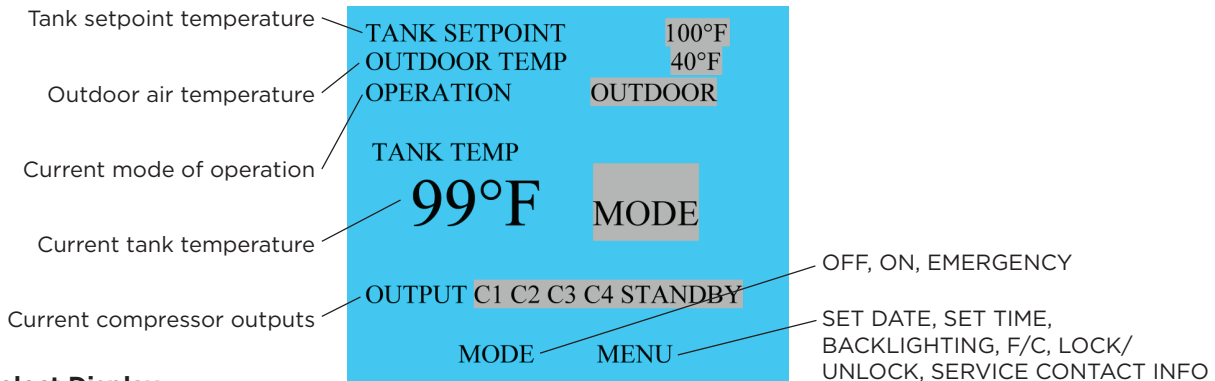 Tank setpoint temperature
TANK SETPOINT 100°F
OUTDOOR TEMP 40°F
Outdoor air temperature
OPERATION OUTDOOR
Current mode of operation
TANK TEMP
99°F MODE
Current tank temperature
OFF, ON, EMERGENCY
OUTPUT C1 C2 C3 C4 STANDBY
Current compressor outputs
SET DATE, SET TIME,
BACKLIGHTING, F/C, LOCK/
UNLOCK, SERVICE CONTACT INFO
MODE MENU